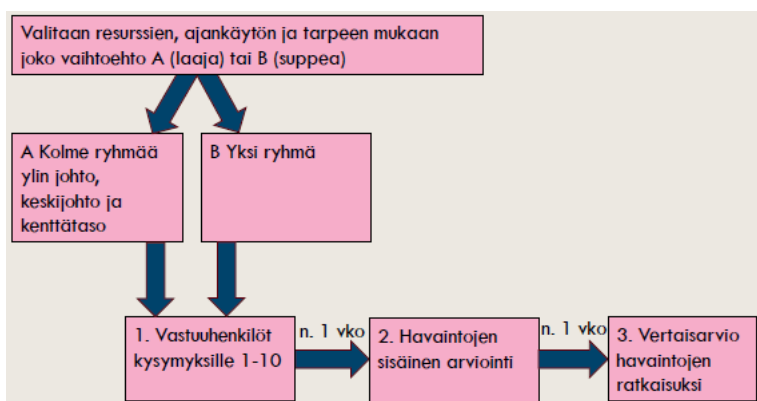 Valitaan resurssien, ajankäytön ja tarpeen mukaan
joko vaihtoehto A (laaja) tai B (suppea)
A Kolme ryhmää
ylin johto,
keskijohto ja
kenttätaso
B Yksi ryhmä
1. Vastuuhenkilöt
kysymyksille 1-10
n. 1 vko
2. Havaintojen
sisäinen arviointi
n. 1 vko
3. Vertaisarvio
havaintojen
ratkaisuksi